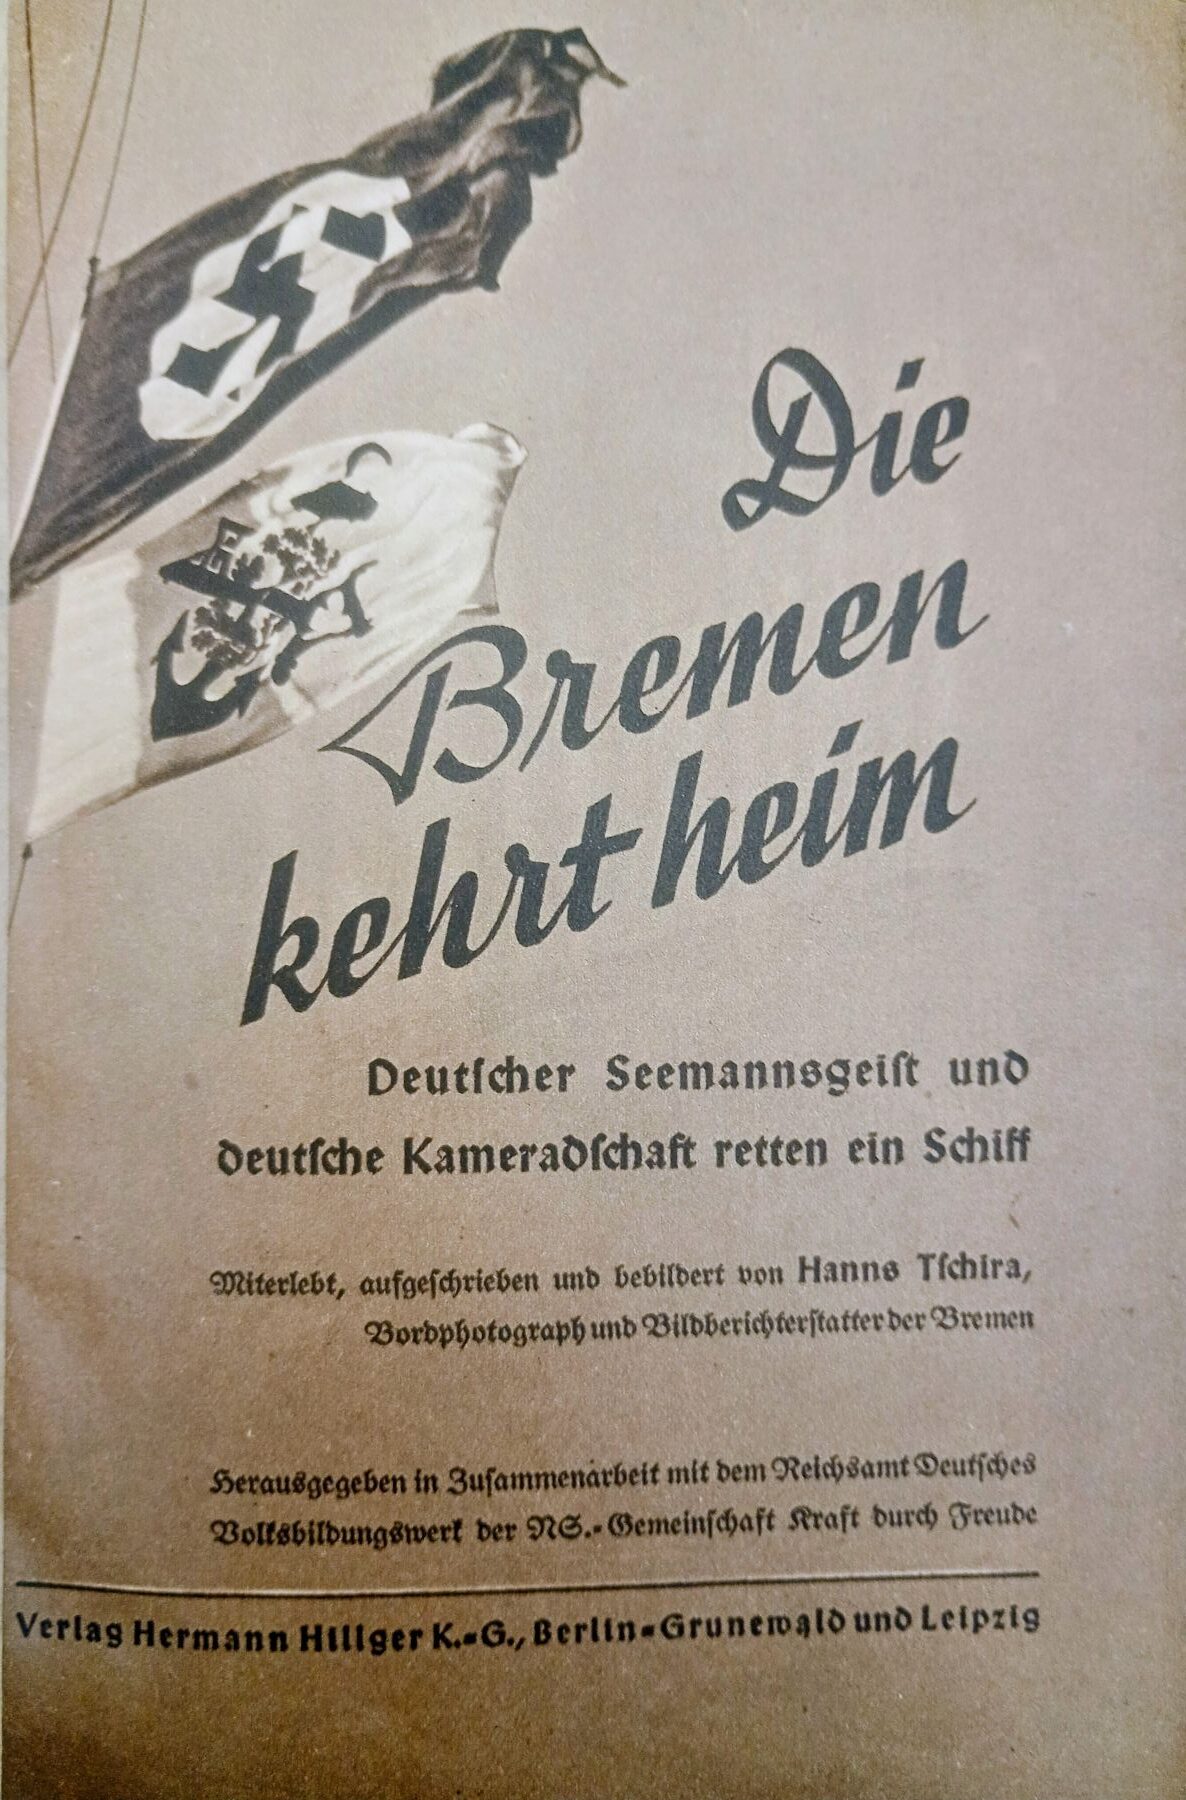 Die
Bremen
kehrt heim
Deutſcher Seemannsgeiſt und
deutſche Kameradſchaft retten ein Schiff
Miterlebt, aufgeſchrieben und bebildert von Hanns Tſchira,
Bordphotograph und Bildberichterſtatter der Bremen
Herausgegeben in Zuſammenarbeit mit dem Reichsamt Deutſches
Volksbildungswerk der NS.-Gemeinſchaft Kraft durch Freude
Verlag Hermann Hillger K.-G., Berlin-Grunewald und Leipzig